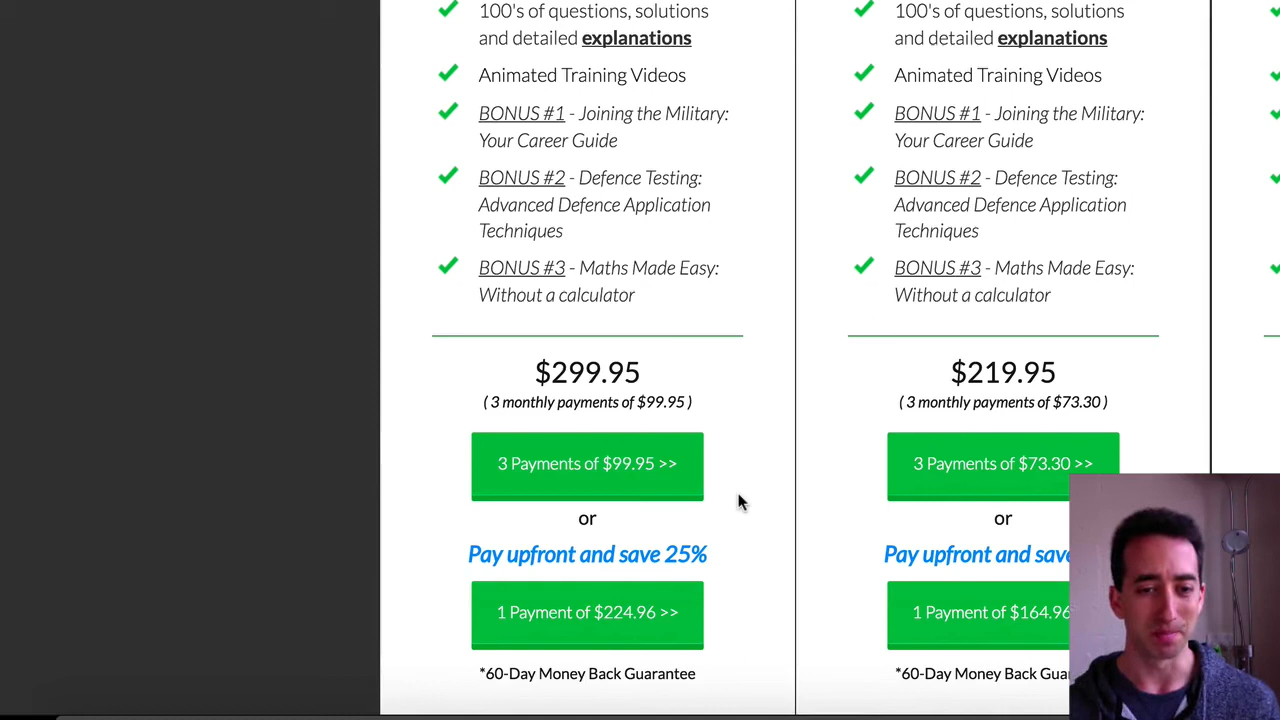 100's of questions, solutions
and detailed explanations
Animated Training Videos
BONUS #1 - Joining the Military:
Your Career Guide
BONUS #2 - Defence Testing:
Advanced Defence Application
Techniques
BONUS #3 - Maths Made Easy:
Without a calculator
$299.95
( 3 monthly payments of $99.95 )
3 Payments of $99.95 >>
or
Pay upfront and save 25%
1 Payment of $224.96 >>
*60-Day Money Back Guarantee
100's of questions, solutions
and detailed explanations
Animated Training Videos
BONUS #1 - Joining the Military:
Your Career Guide
BONUS #2 - Defence Testing:
Advanced Defence Application
Techniques
BONUS #3 - Maths Made Easy:
Without a calculator
$219.95
( 3 monthly payments of $73.30 )
3 Payments of $73.30 >>
or
Pay upfront and save
1 Payment of $164.96
*60-Day Money Back